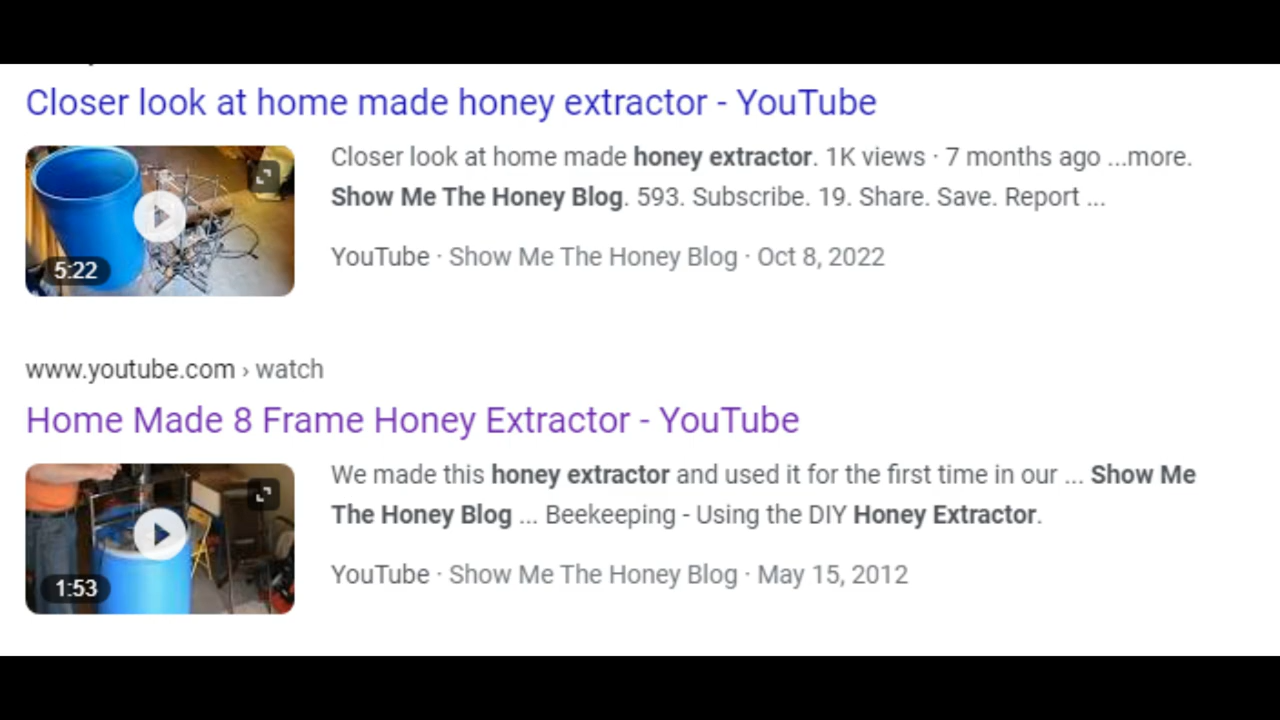 Closer look at home made honey extractor - YouTube
Closer look at home made honey extractor. 1K views · 7 months ago ...more.
Show Me The Honey Blog. 593. Subscribe. 19. Share. Save. Report ...
5:22
YouTube · Show Me The Honey Blog · Oct 8, 2022
www.youtube.com › watch
Home Made 8 Frame Honey Extractor - YouTube
We made this honey extractor and used it for the first time in our ... Show Me
The Honey Blog ... Beekeeping - Using the DIY Honey Extractor.
1:53
YouTube · Show Me The Honey Blog · May 15, 2012